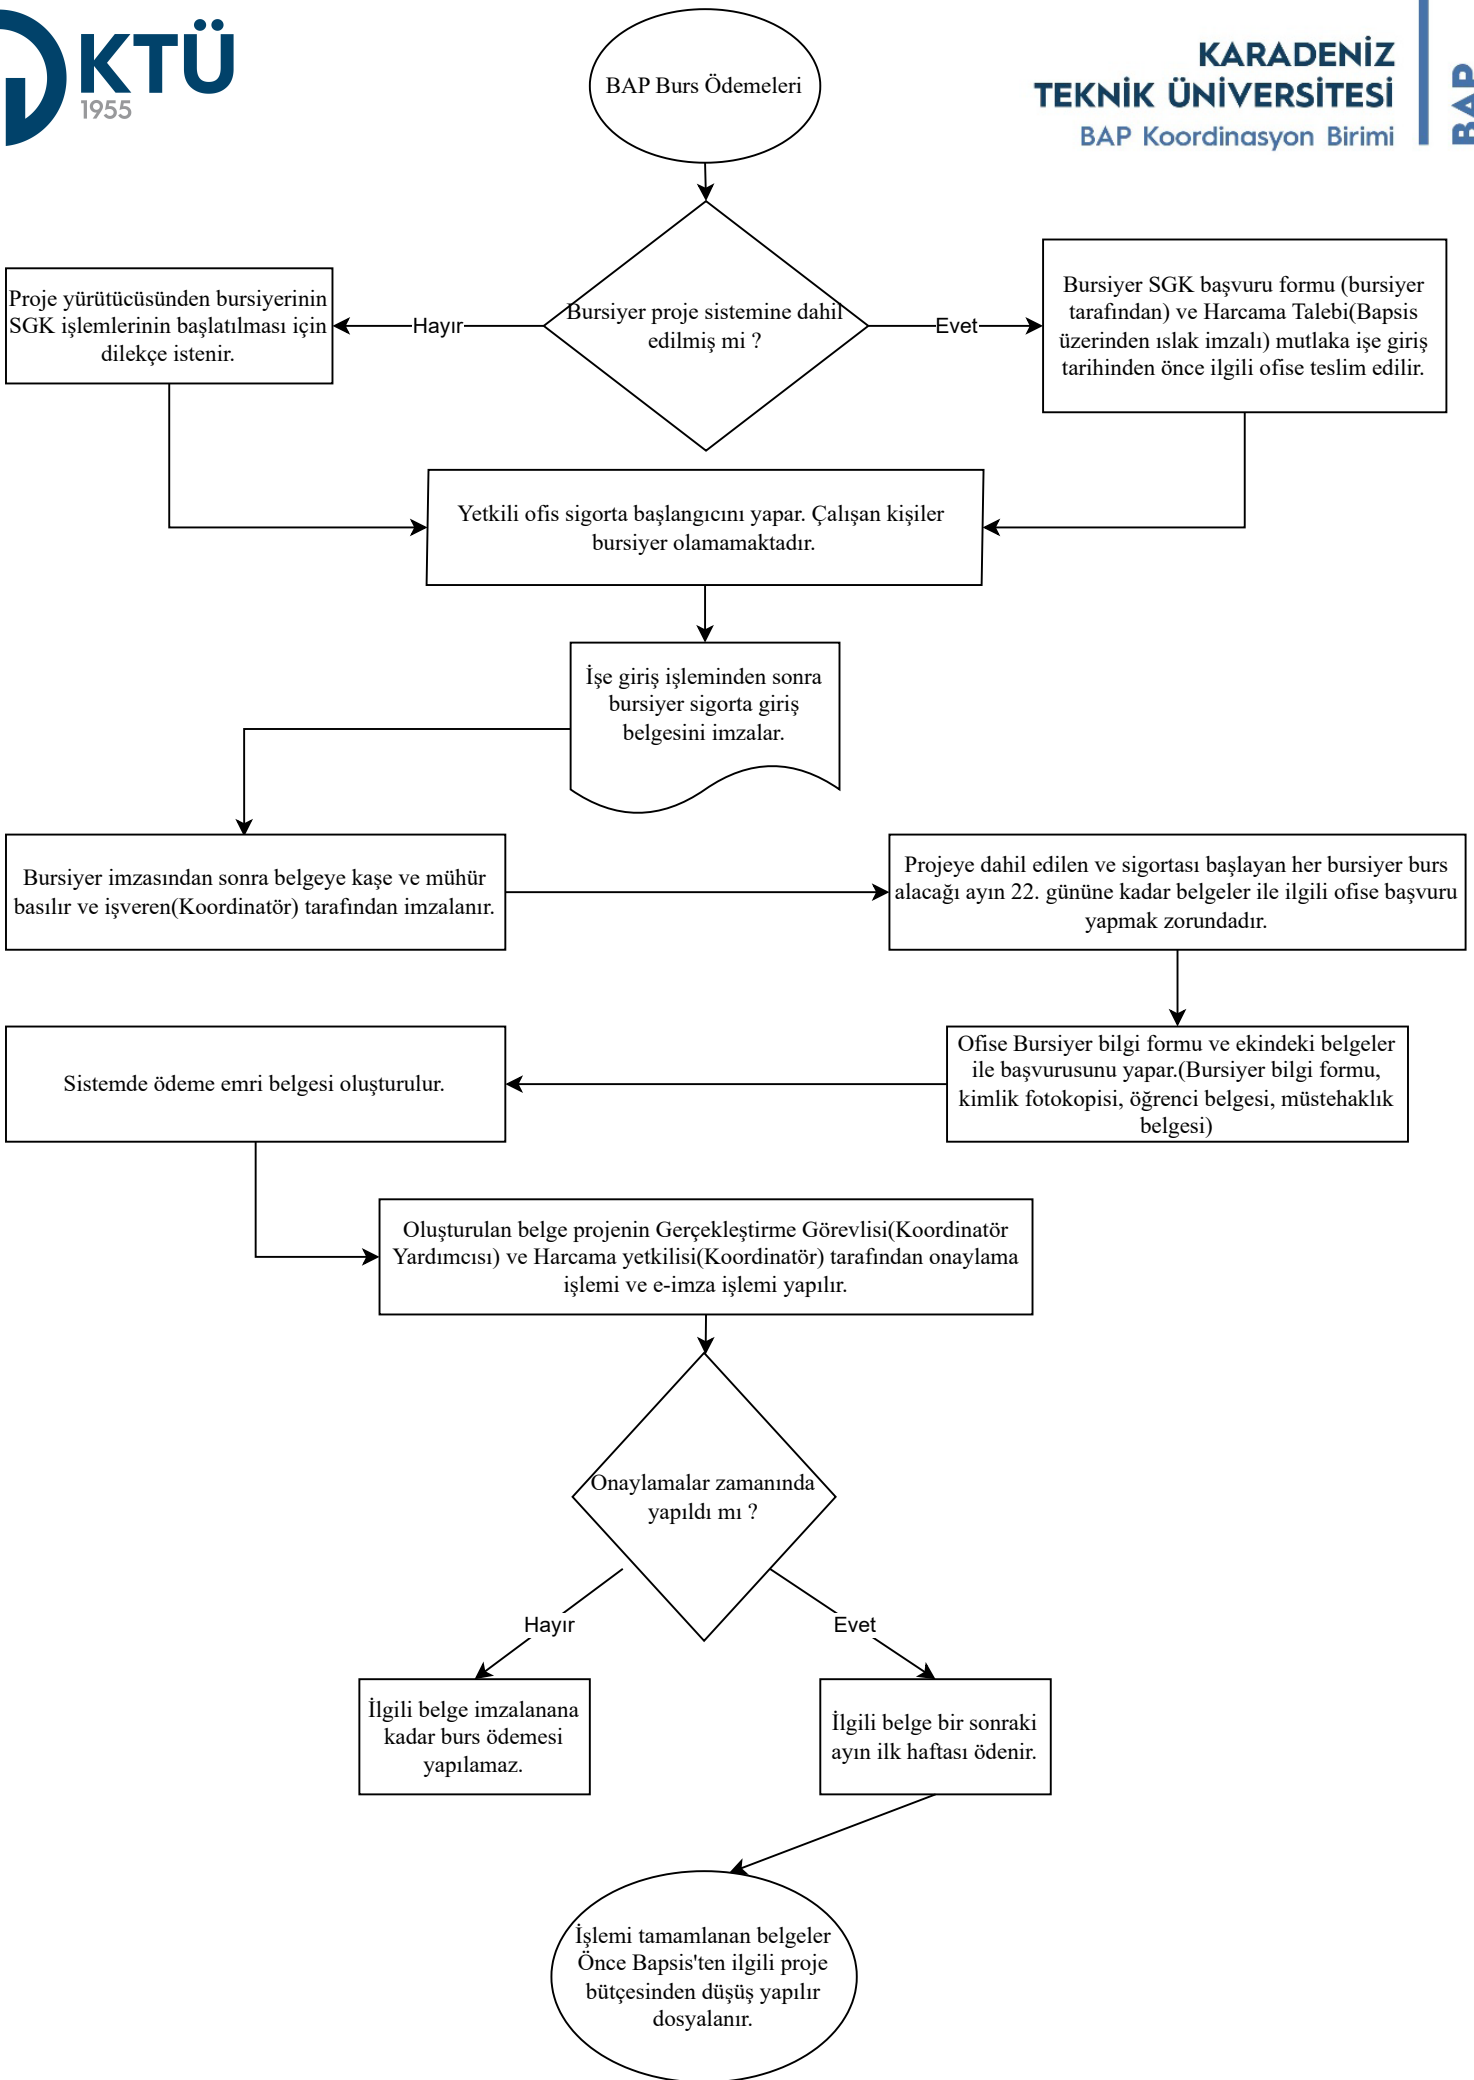 KTÜ
1955
BAP Burs Ödemeleri
KARADENİZ
TEKNİK ÜNİVERSİTESİ
BAP Koordinasyon Birimi
BAP
Proje yürütücüsünden bursiyerinin
SGK işlemlerinin başlatılması için
dilekçe istenir.
Hayır
Bursiyer proje sistemine dahil
edilmiş mi ?
Evet
Bursiyer SGK başvuru formu (bursiyer
tarafından) ve Harcama Talebi(Bapsis
üzerinden ıslak imzalı) mutlaka işe giriş
tarihinden önce ilgili ofise teslim edilir.
Yetkili ofis sigorta başlangıcını yapar. Çalışan kişiler
bursiyer olamamaktadır.
İşe giriş işleminden sonra
bursiyer sigorta giriş
belgesini imzalar.
Bursiyer imzasından sonra belgeye kaşe ve mühür
basılır ve işveren(Koordinatör) tarafından imzalanır.
Projeye dahil edilen ve sigortası başlayan her bursiyer burs
alacağı ayın 22. gününe kadar belgeler ile ilgili ofise başvuru
yapmak zorundadır.
Sistemde ödeme emri belgesi oluşturulur.
Ofise Bursiyer bilgi formu ve ekindeki belgeler
ile başvurusunu yapar.(Bursiyer bilgi formu,
kimlik fotokopisi, öğrenci belgesi, müstehaklık
belgesi)
Oluşturulan belge projenin Gerçekleştirme Görevlisi(Koordinatör
Yardımcısı) ve Harcama yetkilisi(Koordinatör) tarafından onaylama
işlemi ve e-imza işlemi yapılır.
Onaylamalar zamanında
yapıldı mı ?
Hayır
Evet
İlgili belge imzalanana
kadar burs ödemesi
yapılamaz.
İlgili belge bir sonraki
ayın ilk haftası ödenir.
İşlemi tamamlanan belgeler
Önce Bapsis'ten ilgili proje
bütçesinden düşüş yapılır
dosyalanır.